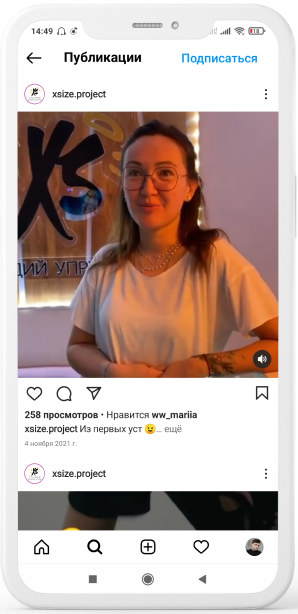 14:49
Публикации Подписаться
xsize.project
XS
ДИЙ УПР
258 просмотров • Нравится ww_mariia
xsize.project Из первых уст 😉... ещё
4 ноября 2021 г.
xsize.project